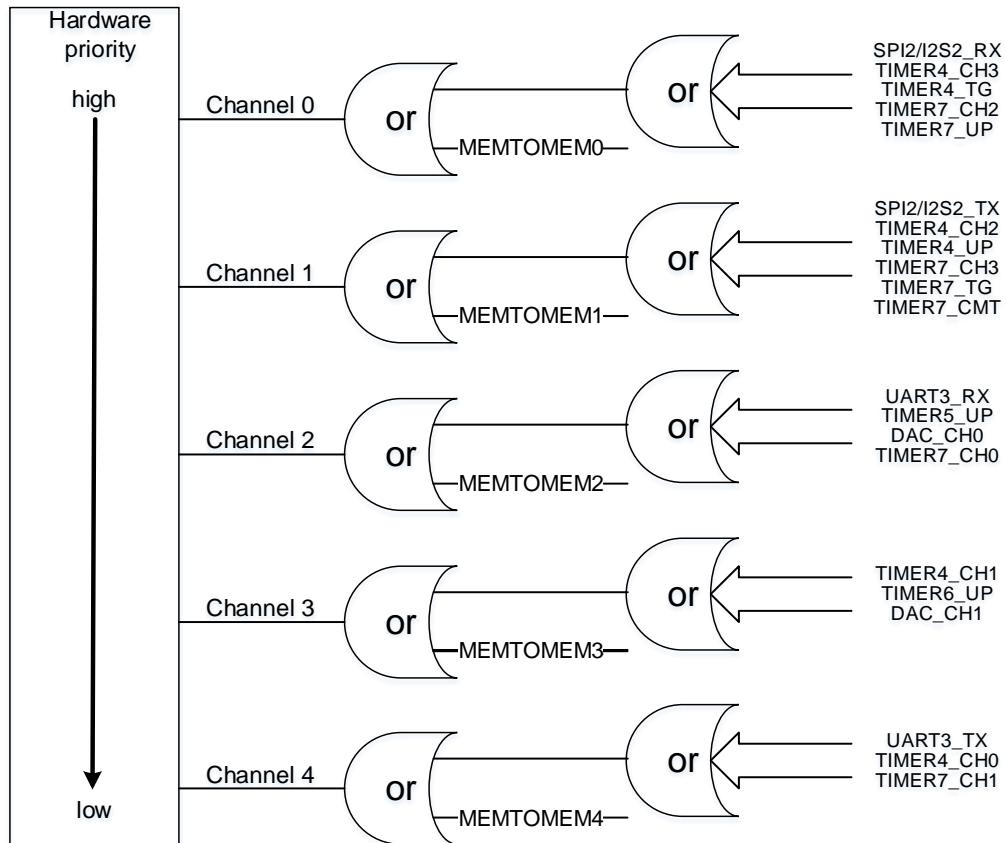 Hardware
priority
high
low
Channel 0
or
MEMTOMEM0
or
SPI2/I2S2_RX
TIMER4_CH3
TIMER4_TG
TIMER7_CH2
TIMER7_UP
Channel 1
or
MEMTOMEM1
or
SPI2/I2S2_TX
TIMER4_CH2
TIMER4_UP
TIMER7_CH3
TIMER7_TG
TIMER7_CMT
Channel 2
or
MEMTOMEM2
or
UART3_RX
TIMER5_UP
DAC_CH0
TIMER7_CH0
Channel 3
or
MEMTOMEM3
or
TIMER4_CH1
TIMER6_UP
DAC_CH1
Channel 4
or
MEMTOMEM4
or
UART3_TX
TIMER4_CH0
TIMER7_CH1